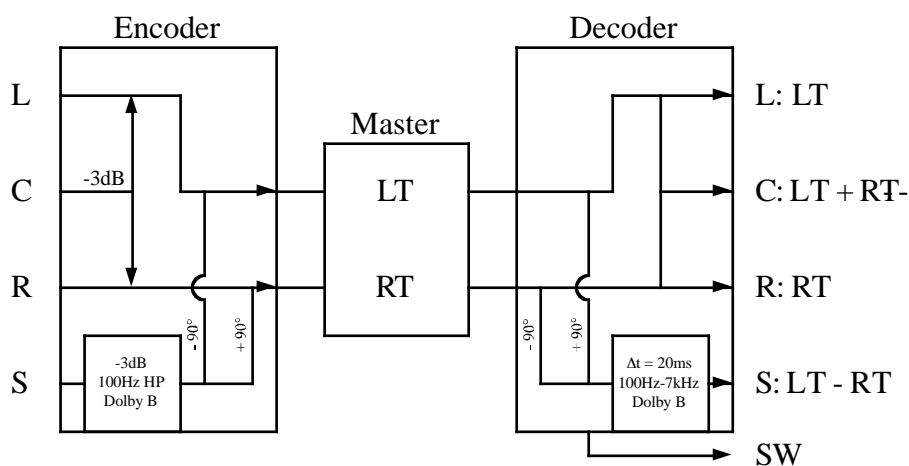 Encoder
Decoder
L
L: LT
Master
C
-3dB
LT
C: LT + RT-
R
RT
R: RT
- 90°
+ 90°
- 90°
+ 90°
S
-3dB
100Hz HP
Dolby B
Δt = 20ms
100Hz-7kHz
Dolby B
S: LT - RT
SW